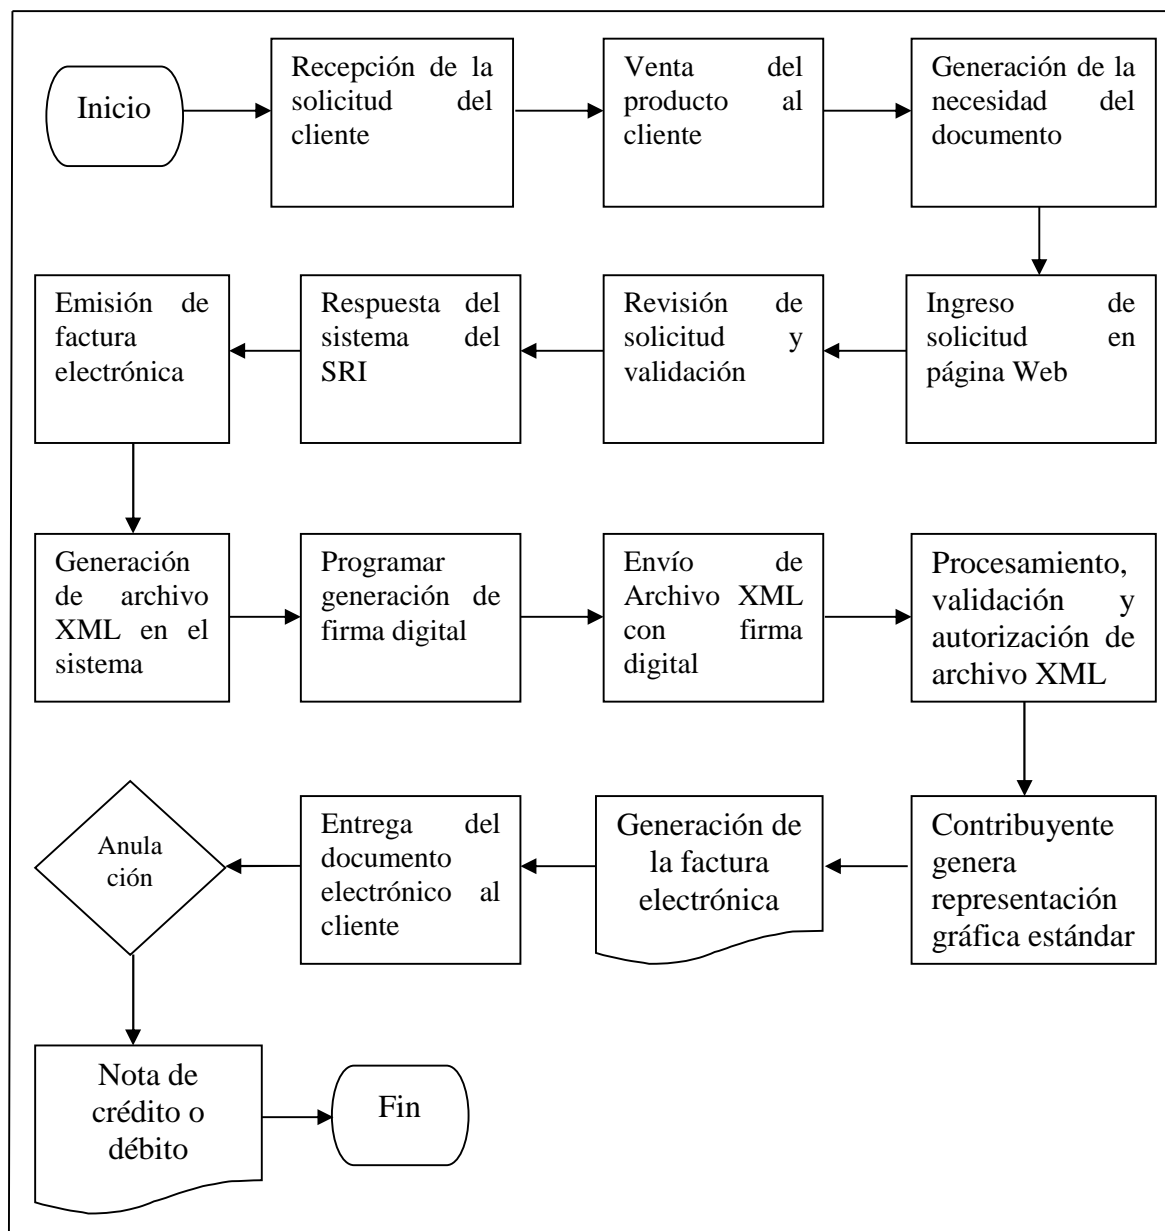 Inicio
Recepción de la
solicitud del
cliente
Venta del
producto al
cliente
Generación de la
necesidad del
documento
Ingreso de
solicitud en
página Web
Revisión de
solicitud y
validación
Respuesta del
sistema del
SRI
Emisión de
factura
electrónica
Generación
de archivo
XML en el
sistema
Programar
generación de
firma digital
Envío de
Archivo XML
con firma
digital
Procesamiento,
validación y
autorización de
archivo XML
Contribuyente
genera
representación
gráfica estándar
Generación de
la factura
electrónica
Entrega del
documento
electrónico al
cliente
Anula
ción
Nota de
crédito o
débito
Fin